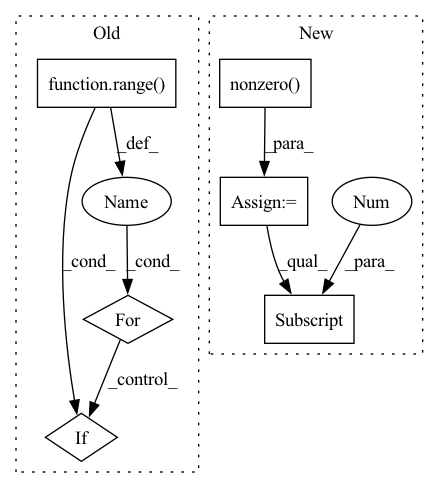 Old
New
function.range()
nonzero()
_def_
_para_
Name
Assign:=
Num
_cond_
_cond_
_qual_
_para_
For
Subscript
_control_
If